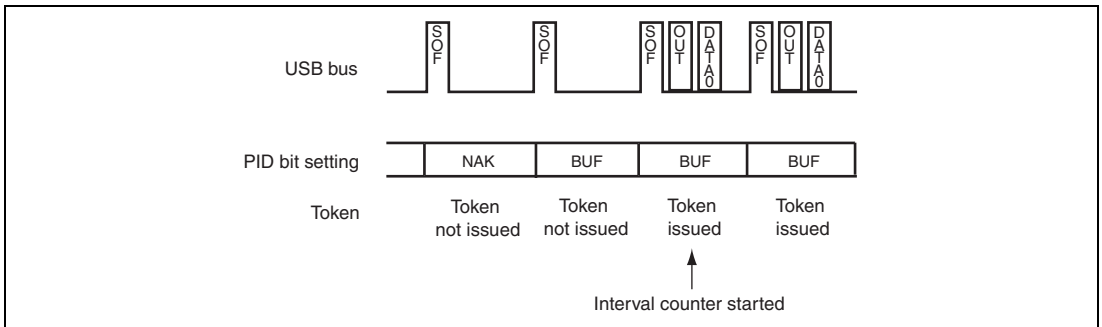 SOF SOF SOF OUT DATA0 SOF OUT DATA0
USB bus
PID bit setting NAK BUF BUF BUF
Token Token not issued Token not issued Token issued Token issued
Interval counter started